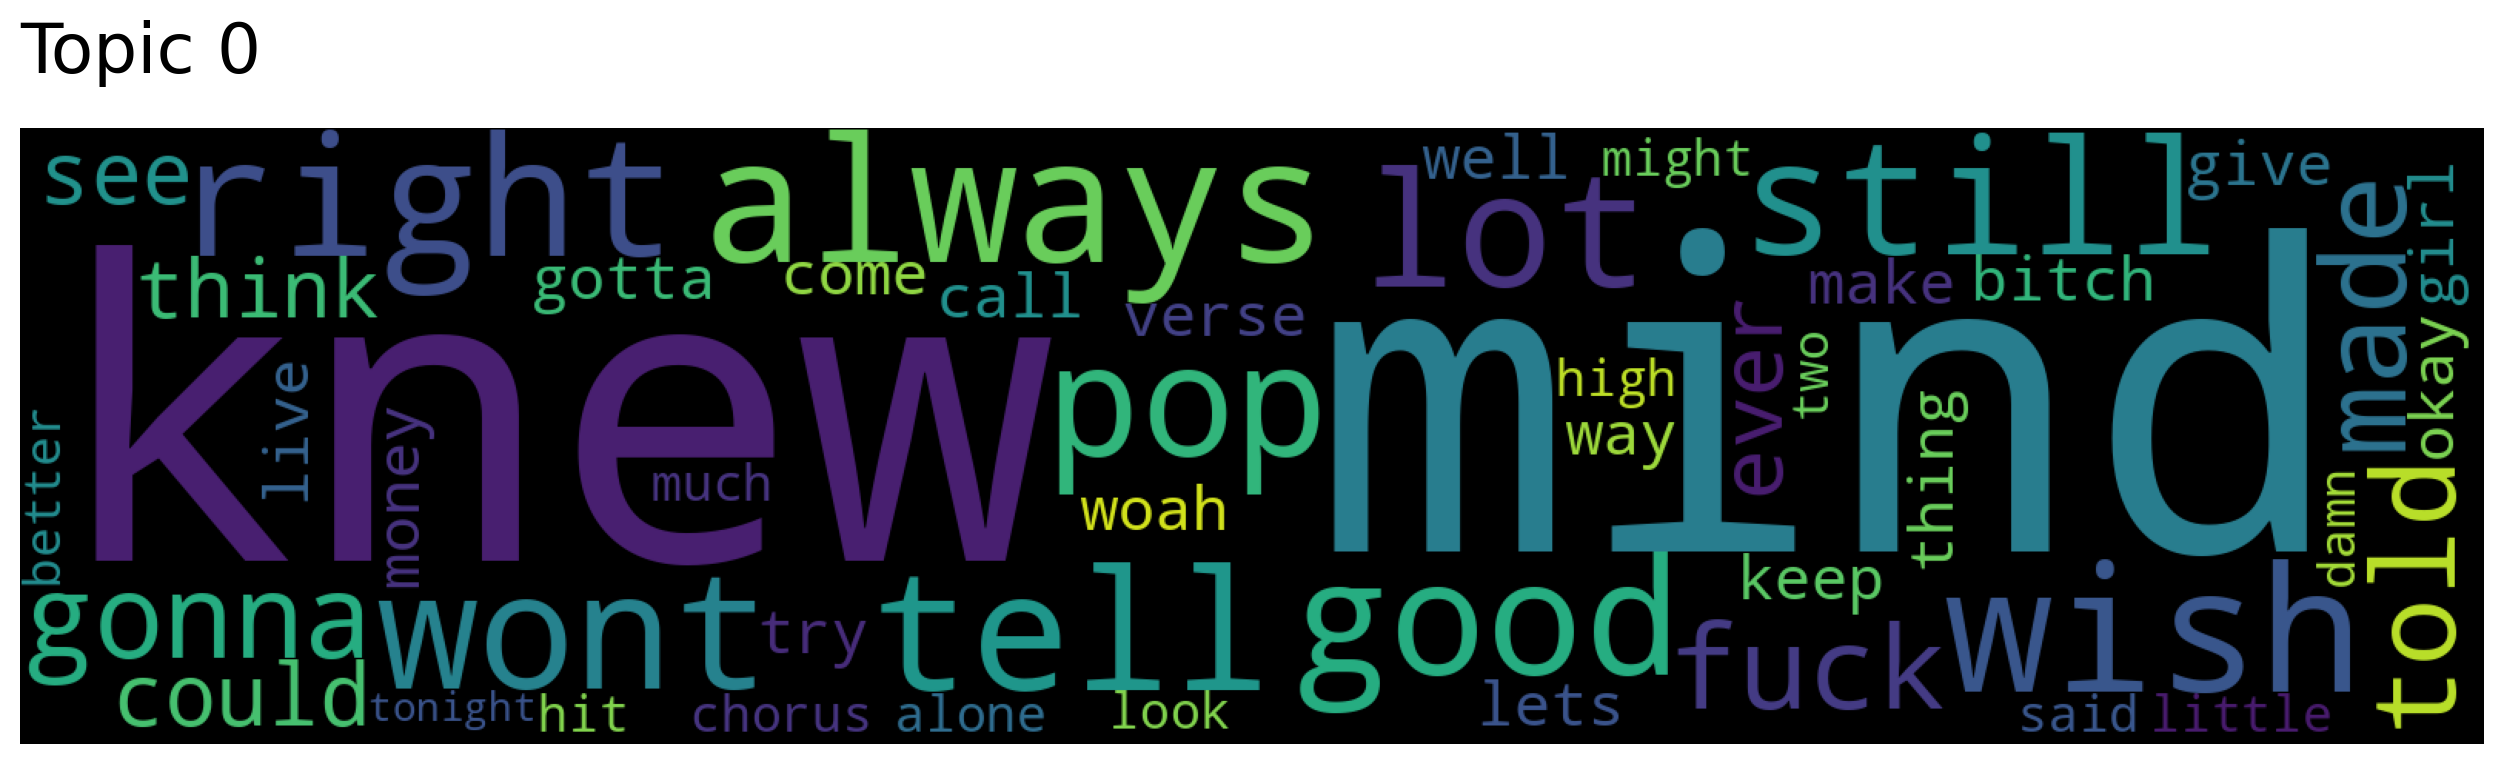 Topic 0
see right always lot well might still give
think gotta come call verse make bitch girl
knew mind made
live pop high ever two okay
better money much way thing
woah damn told
gonna wont try tell good keep fuck wish
could tonight hit chorus alone look lets said little